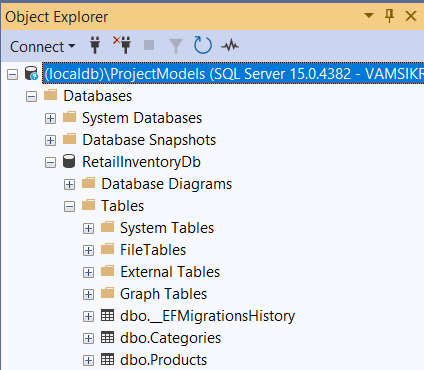 Object Explorer
Connect
(localdb)\ProjectModels (SQL Server 15.0.4382 - VAMSIKR
Databases
System Databases
Database Snapshots
RetailInventoryDb
Database Diagrams
Tables
System Tables
FileTables
External Tables
Graph Tables
dbo.__EFMigrationsHistory
dbo.Categories
dbo.Products